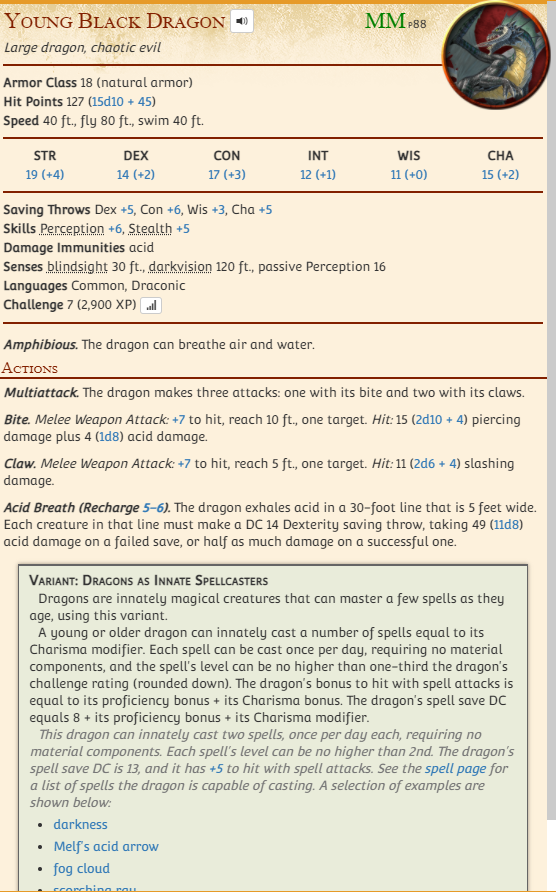 Young Black Dragon MM P88
Large dragon, chaotic evil
Armor Class 18 (natural armor)
Hit Points 127 (15d10 + 45)
Speed 40 ft., fly 80 ft., swim 40 ft.
STR DEX CON INT WIS CHA
19 (+4) 14 (+2) 17 (+3) 12 (+1) 11 (+0) 15 (+2)
Saving Throws Dex +5, Con +6, Wis +3, Cha +5
Skills Perception +6, Stealth +5
Damage Immunities acid
Senses blindsight 30 ft., darkvision 120 ft., passive Perception 16
Languages Common, Draconic
Challenge 7 (2,900 XP)
Amphibious. The dragon can breathe air and water.
Actions
Multiattack. The dragon makes three attacks: one with its bite and two with its claws.
Bite. Melee Weapon Attack: +7 to hit, reach 10 ft., one target. Hit: 15 (2d10 + 4) piercing
damage plus 4 (1d8) acid damage.
Claw. Melee Weapon Attack: +7 to hit, reach 5 ft., one target. Hit: 11 (2d6 + 4) slashing
damage.
Acid Breath (Recharge 5–6). The dragon exhales acid in a 30-foot line that is 5 feet wide.
Each creature in that line must make a DC 14 Dexterity saving throw, taking 49 (11d8)
acid damage on a failed save, or half as much damage on a successful one.
Variant: Dragons as Innate Spellcasters
Dragons are innately magical creatures that can master a few spells as they
age, using this variant.
A young or older dragon can innately cast a number of spells equal to its
Charisma modifier. Each spell can be cast once per day, requiring no material
components, and the spell's level can be no higher than one-third the dragon's
challenge rating (rounded down). The dragon's bonus to hit with spell attacks is
equal to its proficiency bonus + its Charisma bonus. The dragon's spell save DC
equals 8 + its proficiency bonus + its Charisma modifier.
This dragon can innately cast two spells, once per day each, requiring no
material components. Each spell's level can be no higher than 2nd. The dragon's
spell save DC is 13, and it has +5 to hit with spell attacks. See the spell page for
a list of spells the dragon is capable of casting. A selection of examples are
shown below:
• darkness
• Melf's acid arrow
• fog cloud
• scorching ray